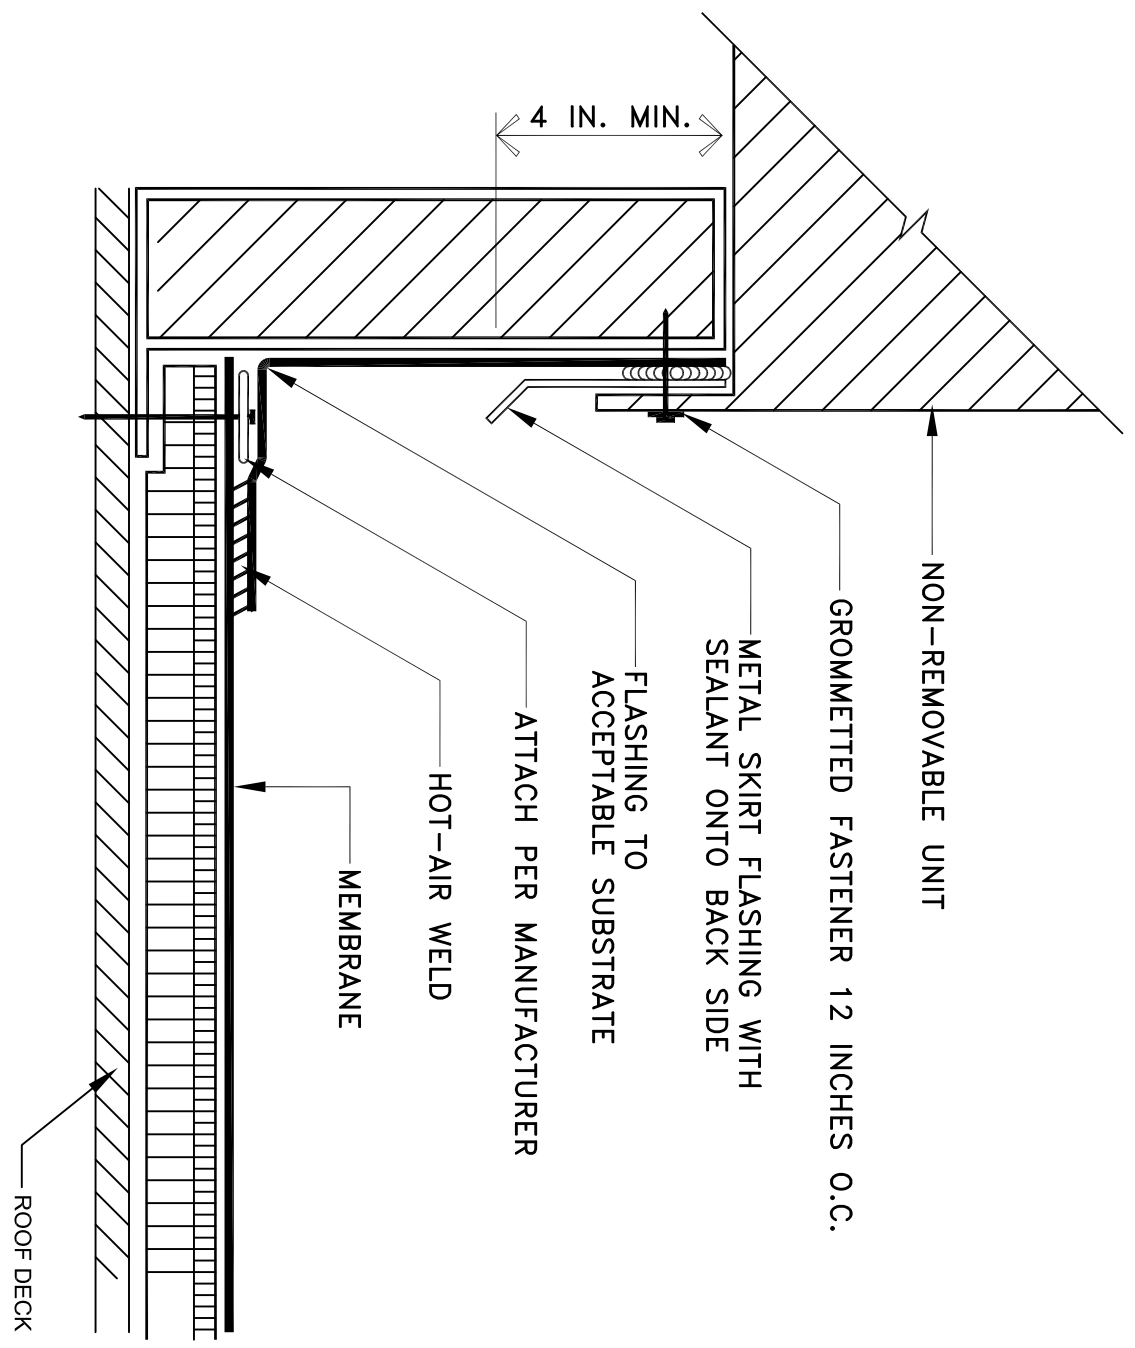 4 IN. MIN.
NON-REMOVABLE UNIT
GROMMETTED FASTENER 12 INCHES O.C.
METAL SKIRT FLASHING WITH
SEALANT ONTO BACK SIDE
FLASHING TO
ACCEPTABLE SUBSTRATE
ATTACH PER MANUFACTURER
HOT-AIR WELD
MEMBRANE
ROOF DECK